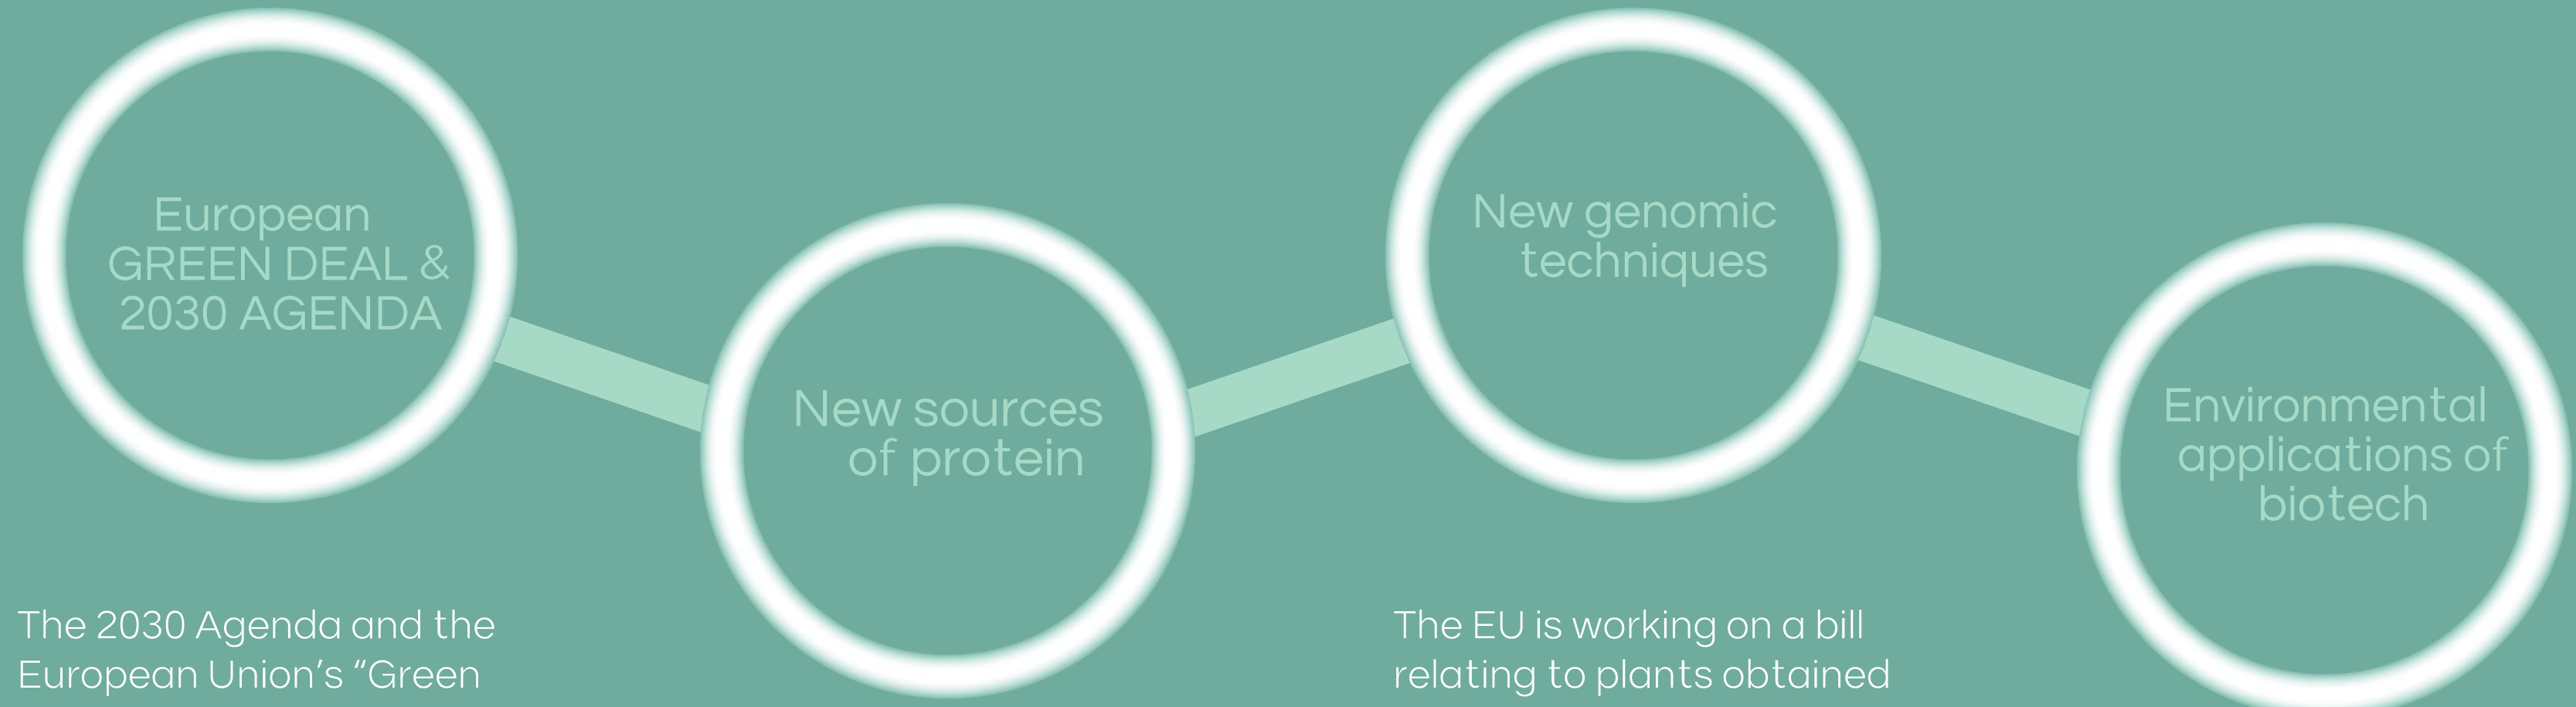 European
GREEN DEAL &
2030 AGENDA
New sources
of protein
New genomic
techniques
Environmental
applications of
biotech
The 2030 Agenda and the
European Union’s “Green
The EU is working on a bill
relating to plants obtained